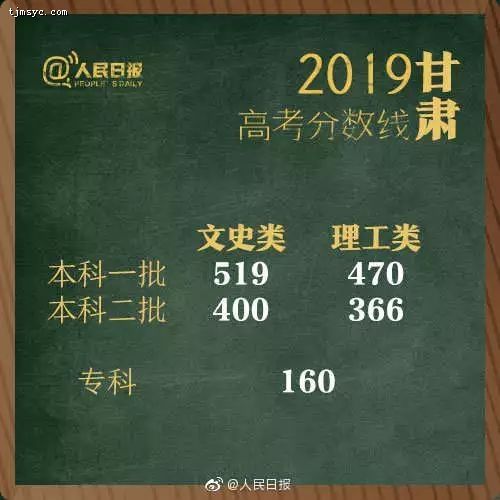 tjmsyc.com
@人民日报
PEOPLE'S DAILY
2019甘肃
高考分数线
文史类 理工类
本科一批 519 470
本科二批 400 366
专科 160
@人民日报